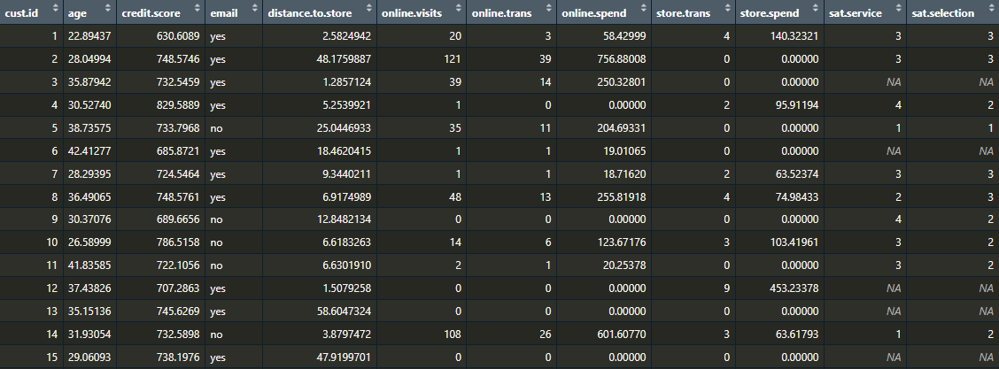 cust.id age credit.score email distance.to.store online.visits online.trans online.spend store.trans store.spend sat.service sat.selection
1 22.89437 630.6089 yes 2.5824942 20 3 58.42999 4 140.32321 3 3
2 28.04994 748.5746 yes 48.1759887 121 39 756.88008 0 0.00000 3 3
3 35.87942 732.5459 yes 1.2857124 39 14 250.32801 0 0.00000 NA NA
4 30.52740 829.5889 yes 5.2539921 1 0 0.00000 2 95.91194 4 2
5 38.73575 733.7968 no 25.0446933 35 11 204.69331 0 0.00000 1 1
6 42.41277 685.8721 yes 18.4620415 1 1 19.01065 0 0.00000 NA NA
7 28.29395 724.5464 yes 9.3440211 1 1 18.71620 2 63.52374 3 3
8 36.49065 748.5761 yes 6.9174989 48 13 255.81918 4 74.98433 2 3
9 30.37076 689.6656 no 12.8482134 0 0 0.00000 0 0.00000 4 2
10 26.58999 786.5158 no 6.6183263 14 6 123.67176 3 103.41961 3 2
11 41.83585 722.1056 no 6.6301910 2 1 20.25378 0 0.00000 3 2
12 37.43826 707.2863 yes 1.5079258 0 0 0.00000 9 453.23378 NA NA
13 35.15136 745.6269 yes 58.6047324 0 0 0.00000 0 0.00000 NA NA
14 31.93054 732.5898 no 3.8797472 108 26 601.60770 3 63.61793 1 2
15 29.06093 738.1976 yes 47.9199701 0 0 0.00000 0 0.00000 NA NA